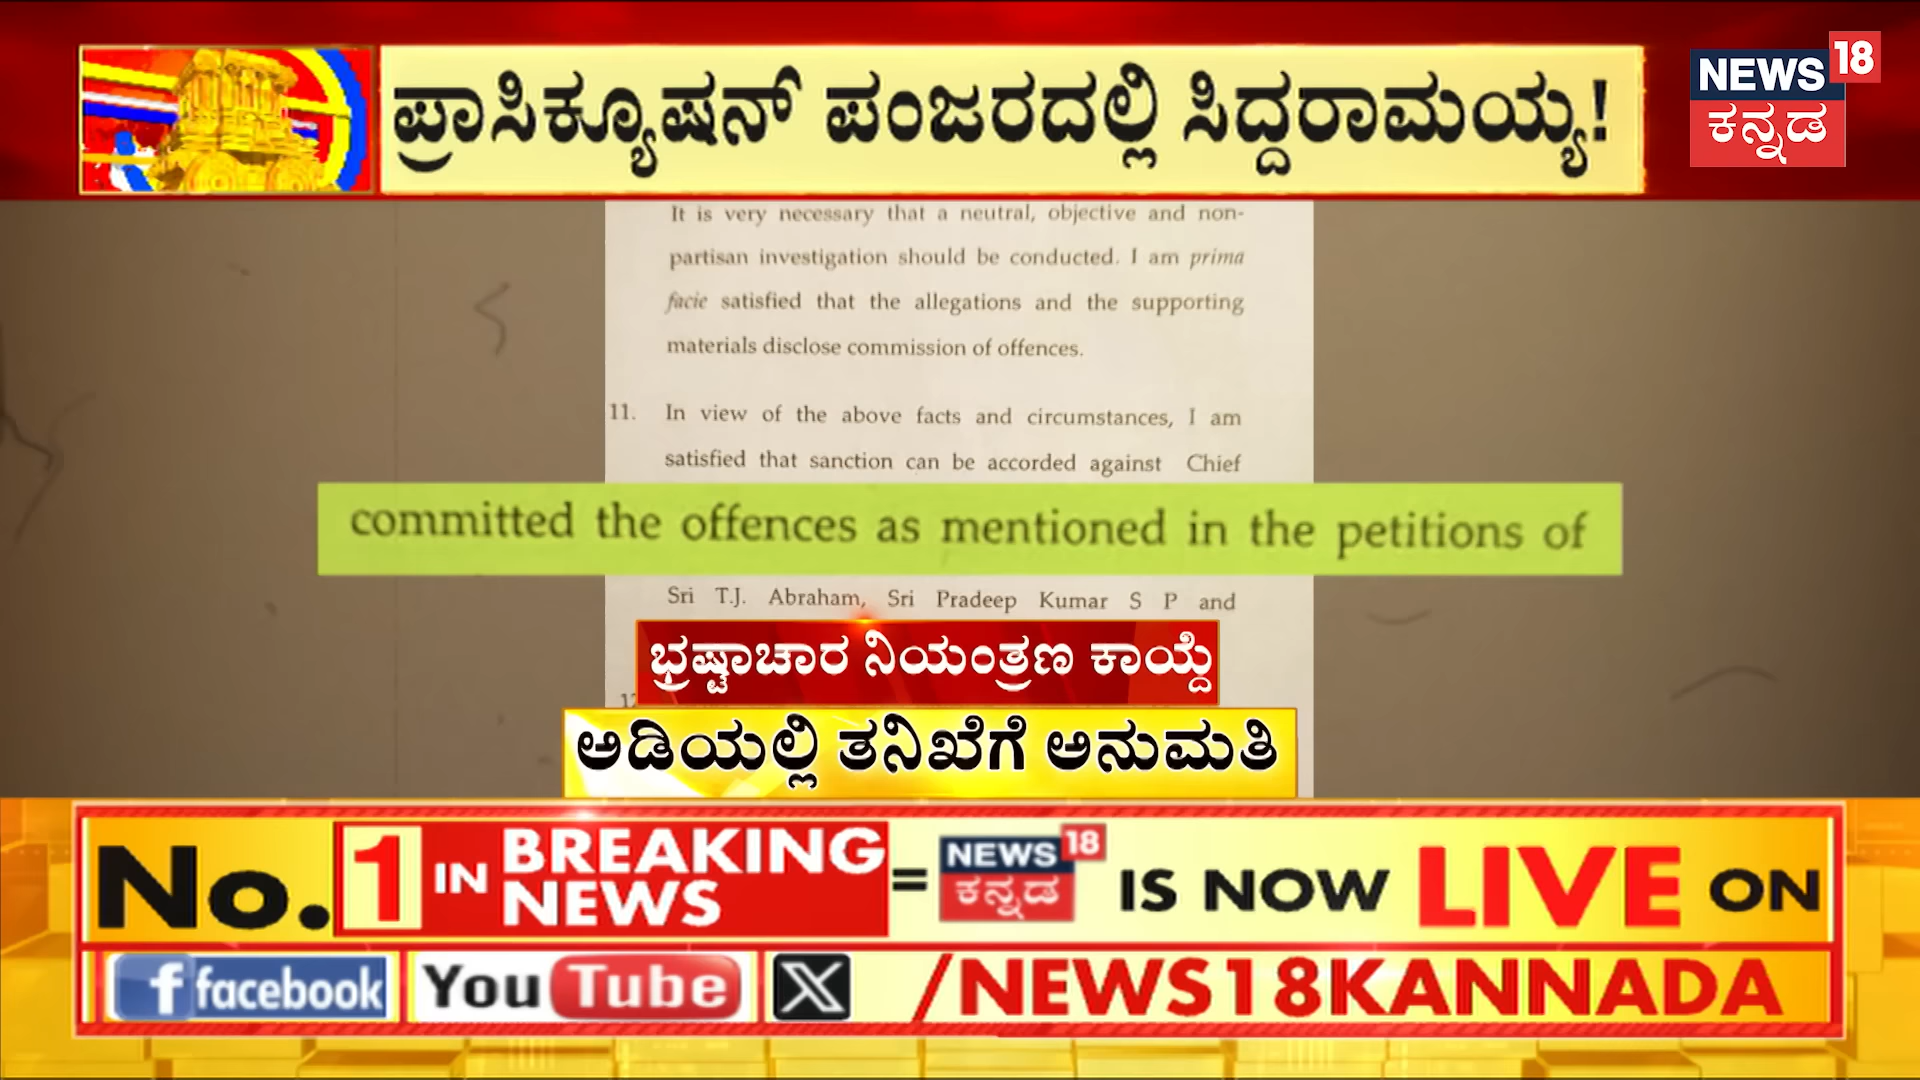 ಪ್ರಾಸಿಕ್ಯೂಷನ್ ಪಂಜರದಲ್ಲಿ ಸಿದ್ದರಾಮಯ್ಯ!
NEWS 18
ಕನ್ನಡ
It is very necessary that a neutral, objective and non-
partisan investigation should be conducted. I am prima
facie satisfied that the allegations and the supporting
materials disclose commission of offences.
11. In view of the above facts and circumstances, I am
satisfied that sanction can be accorded against Chief
committed the offences as mentioned in the petitions of
Sri T.J. Abraham, Sri Pradeep Kumar S P and
ಭ್ರಷ್ಟಾಚಾರ ನಿಯಂತ್ರಣ ಕಾಯ್ದೆ
ಅಡಿಯಲ್ಲಿ ತನಿಖೆಗೆ ಅನುಮತಿ
No. 1 IN BREAKING NEWS = NEWS 18 ಕನ್ನಡ IS NOW LIVE ON
facebook YouTube X /NEWS18KANNADA